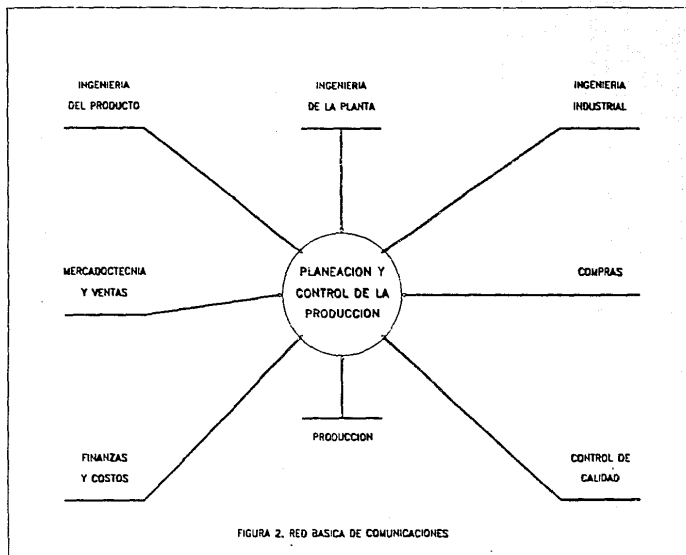 INGENIERIA
DEL PRODUCTO
INGENIERIA
DE LA PLANTA
INGENIERIA
INDUSTRIAL
MERCADOCTECNIA
Y VENTAS
PLANEACION Y
CONTROL DE LA
PRODUCCION
COMPRAS
FINANZAS
Y COSTOS
PRODUCCION
CONTROL DE
CALIDAD
FIGURA 2. RED BASICA DE COMUNICACIONES